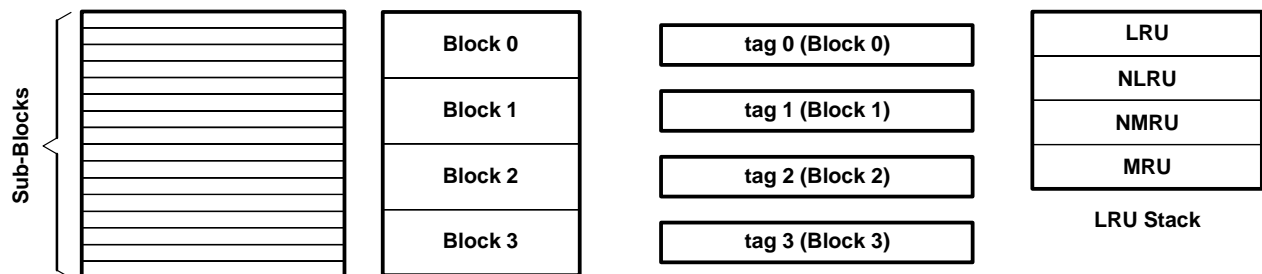 Sub-Blocks
Block 0
Block 1
Block 2
Block 3
tag 0 (Block 0)
tag 1 (Block 1)
tag 2 (Block 2)
tag 3 (Block 3)
LRU
NLRU
NMRU
MRU
LRU Stack